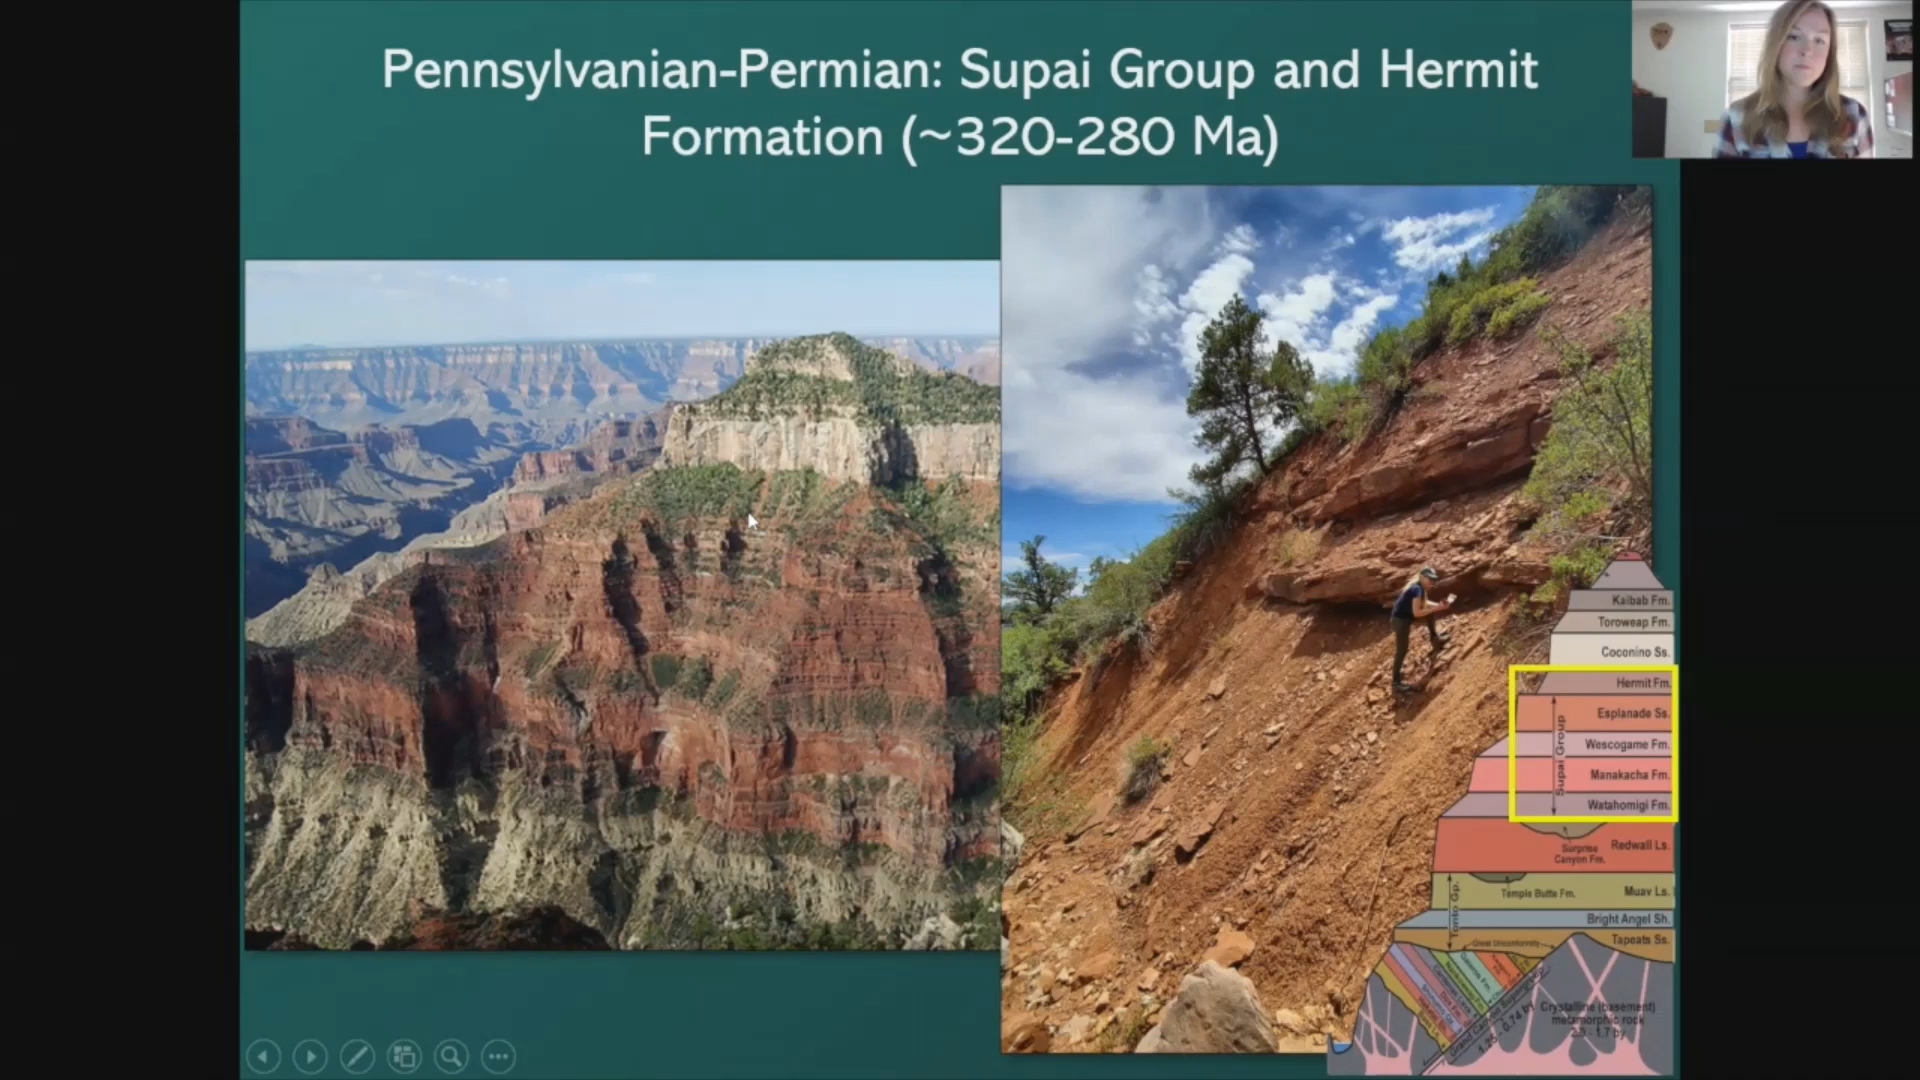 Pennsylvanian-Permian: Supai Group and Hermit
Formation (~320-280 Ma)
Kaibab Fm.
Toroweap Fm.
Coconino Ss.
Hermit Fm.
Esplanade Ss.
Supai Group
Wescogame Fm.
Manakacha Fm.
Watahomigi Fm.
Redwall Ls.
Surprise
Canyon Fm.
Temple Butte Fm.
Muav Ls.
Tonto Gp.
Bright Angel Sh.
Tapeats Ss.
Great Unconformity
Crystalline (basement)
metamorphic rock